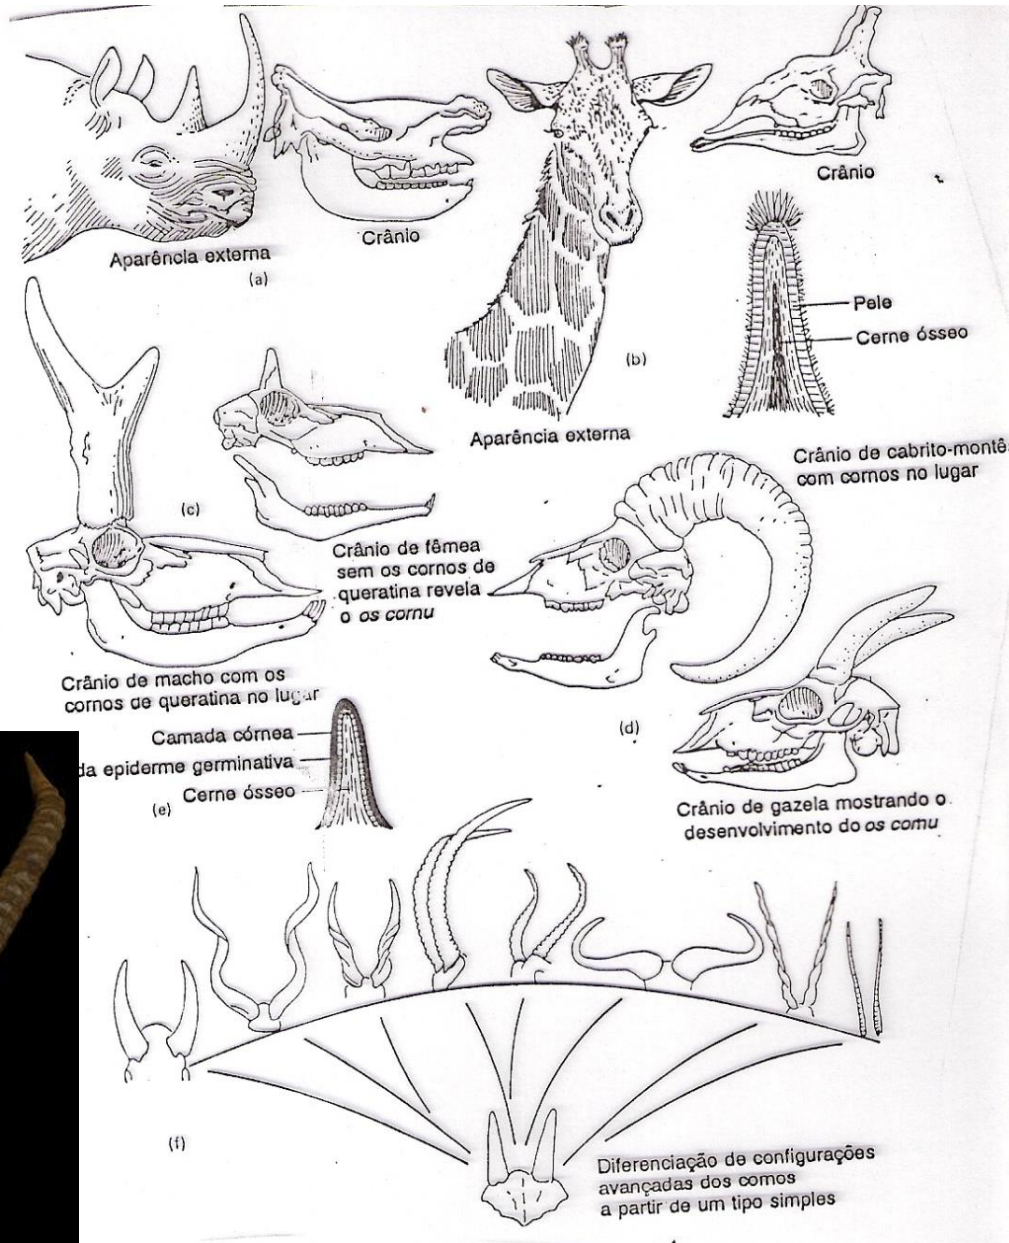 Aparência externa
(a)
Crânio
Aparência externa
(b)
Crânio
Pele
Cerne ósseo
(c)
Crânio de fêmea
sem os cornos de
queratina revela
o os cornu
Crânio de macho com os
cornos de queratina no lugar
Crânio de cabrito-montê
com cornos no lugar
(d)
Crânio de gazela mostrando o
desenvolvimento do os cornu
Camada córnea
da epiderme germinativa
Cerne ósseo
(e)
(f)
Diferenciação de configurações
avançadas dos cornos
a partir de um tipo simples